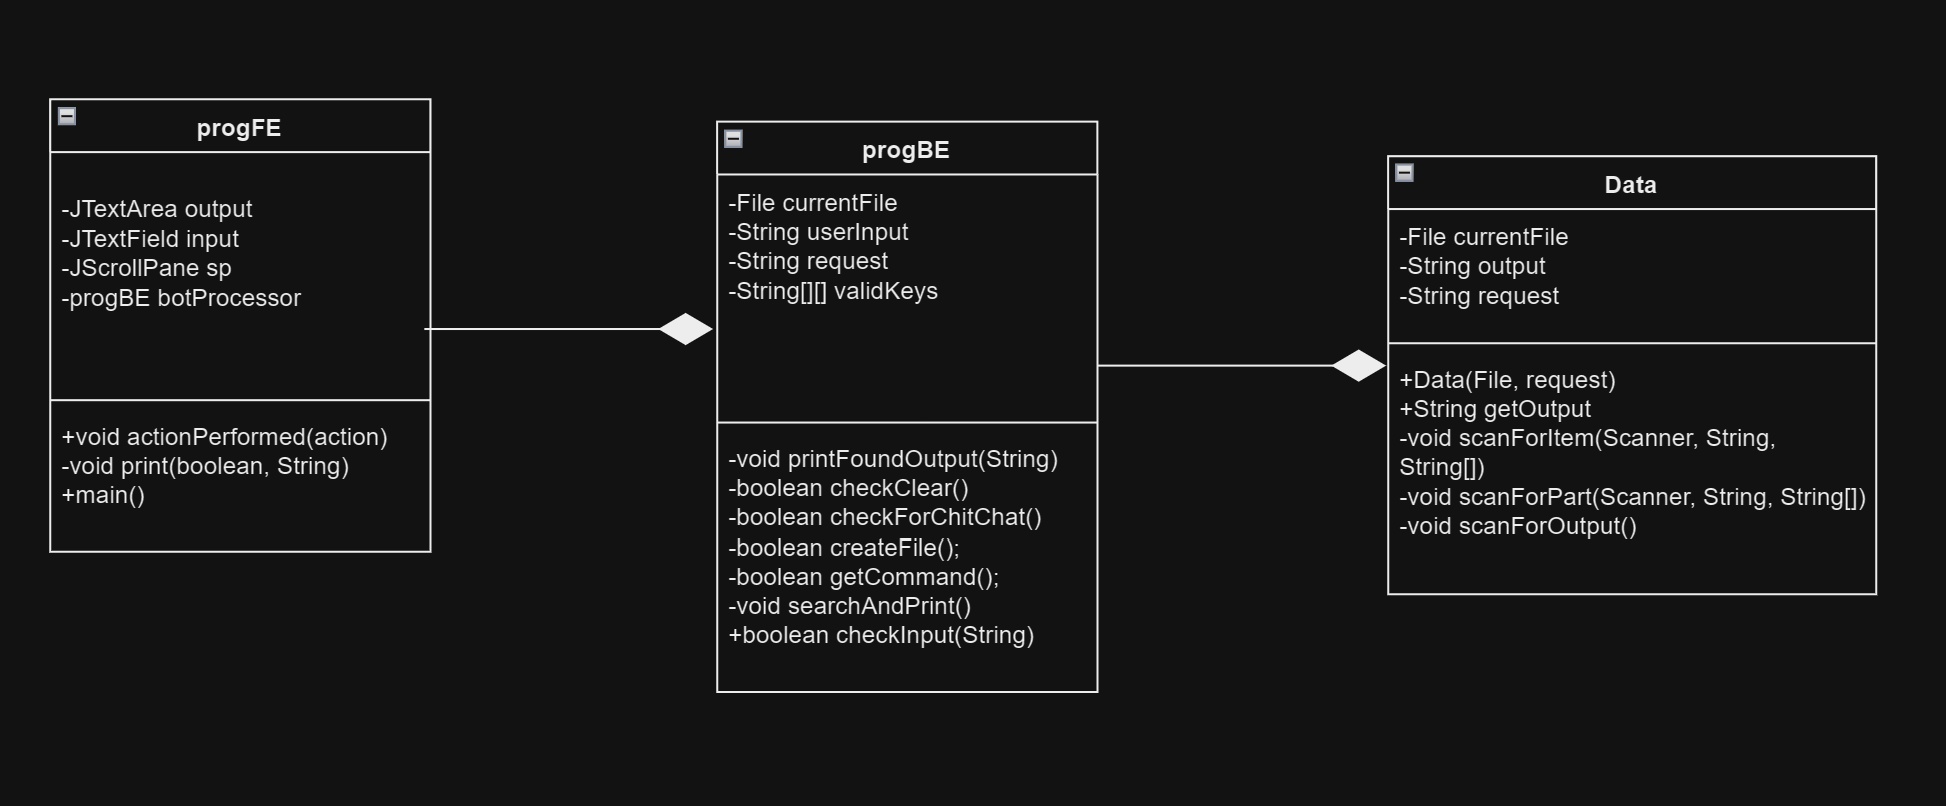 progFE
-JTextArea output
-JTextField input
-JScrollPane sp
-progBE botProcessor
+void actionPerformed(action)
-void print(boolean, String)
+main()
progBE
-File currentFile
-String userInput
-String request
-String[][] validKeys
-void printFoundOutput(String)
-boolean checkClear()
-boolean checkForChitChat()
-boolean createFile();
-boolean getCommand();
-void searchAndPrint()
+boolean checkInput(String)
Data
-File currentFile
-String output
-String request
+Data(File, request)
+String getOutput
-void scanForItem(Scanner, String,
String[])
-void scanForPart(Scanner, String, String[])
-void scanForOutput()